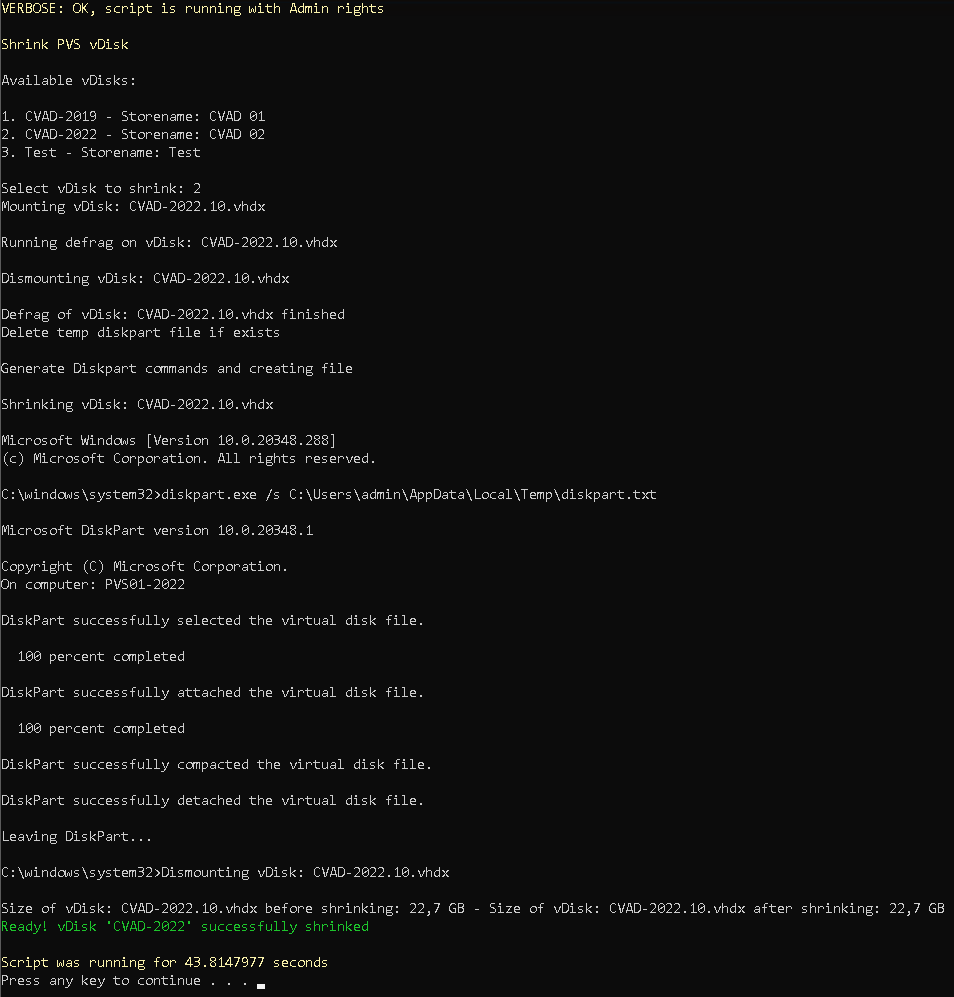 VERBOSE: OK, script is running with Admin rights
Shrink PVS vDisk
Available vDisks:
1. CVAD-2019 - Storename: CVAD 01
2. CVAD-2022 - Storename: CVAD 02
3. Test - Storename: Test
Select vDisk to shrink: 2
Mounting vDisk: CVAD-2022.10.vhdx
Running defrag on vDisk: CVAD-2022.10.vhdx
Dismounting vDisk: CVAD-2022.10.vhdx
Defrag of vDisk: CVAD-2022.10.vhdx finished
Delete temp diskpart file if exists
Generate Diskpart commands and creating file
Shrinking vDisk: CVAD-2022.10.vhdx
Microsoft Windows [Version 10.0.20348.288]
(c) Microsoft Corporation. All rights reserved.
C:\windows\system32>diskpart.exe /s C:\Users\admin\AppData\Local\Temp\diskpart.txt
Microsoft DiskPart version 10.0.20348.1
Copyright (C) Microsoft Corporation.
On computer: PVS01-2022
DiskPart successfully selected the virtual disk file.
100 percent completed
DiskPart successfully attached the virtual disk file.
100 percent completed
DiskPart successfully compacted the virtual disk file.
DiskPart successfully detached the virtual disk file.
Leaving DiskPart...
C:\windows\system32>Dismounting vDisk: CVAD-2022.10.vhdx
Size of vDisk: CVAD-2022.10.vhdx before shrinking: 22,7 GB - Size of vDisk: CVAD-2022.10.vhdx after shrinking: 22,7 GB
Ready! vDisk 'CVAD-2022' successfully shrinked
Script was running for 43.8147977 seconds
Press any key to continue . . .